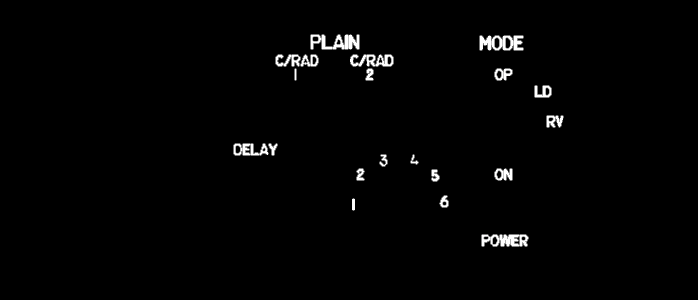 PLAIN
MODE
C/RAD 1
C/RAD 2
OP
LD
RV
DELAY
1
2
3
4
5
6
ON
POWER